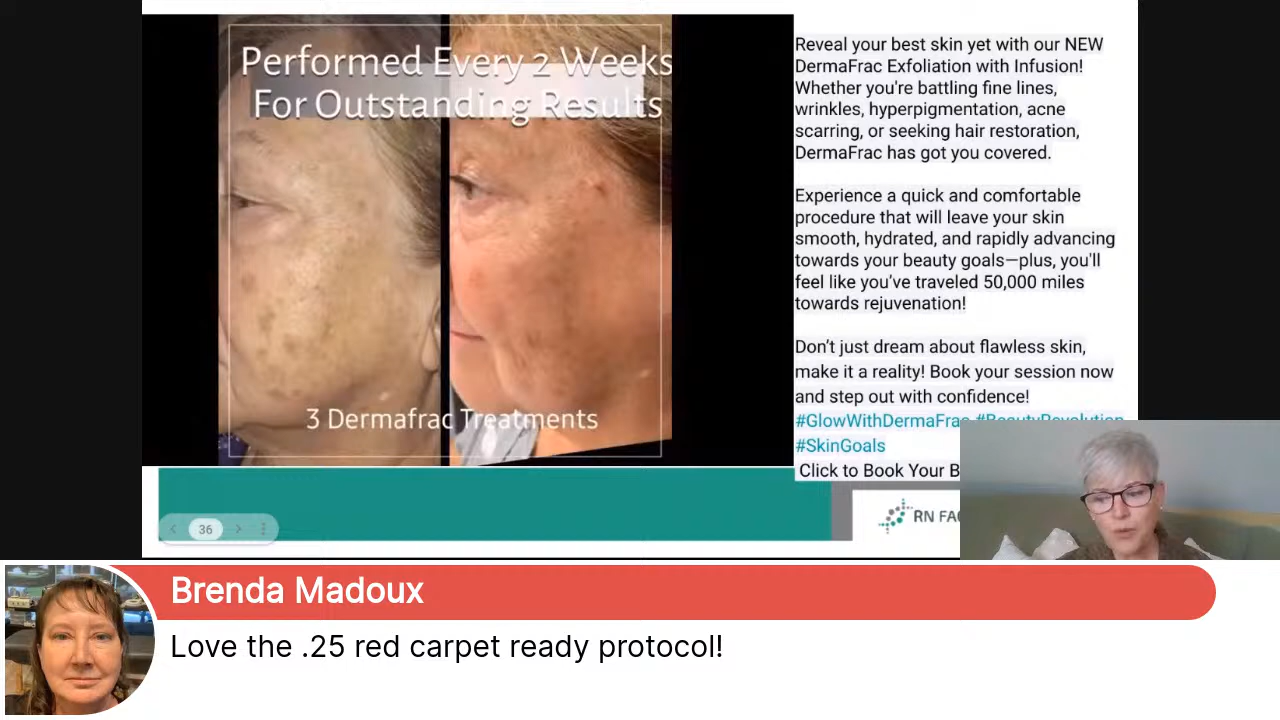 Performed Every 2 Weeks
For Outstanding Results
3 Dermafrac Treatments
Reveal your best skin yet with our NEW
DermaFrac Exfoliation with Infusion!
Whether you're battling fine lines,
wrinkles, hyperpigmentation, acne
scarring, or seeking hair restoration,
DermaFrac has got you covered.
Experience a quick and comfortable
procedure that will leave your skin
smooth, hydrated, and rapidly advancing
towards your beauty goals—plus, you'll
feel like you've traveled 50,000 miles
towards rejuvenation!
Don't just dream about flawless skin,
make it a reality! Book your session now
and step out with confidence!
#GlowWithDermaFrac #BeautyRevolution
#SkinGoals
Click to Book Your B
36
RN FAC
Brenda Madoux
Love the .25 red carpet ready protocol!